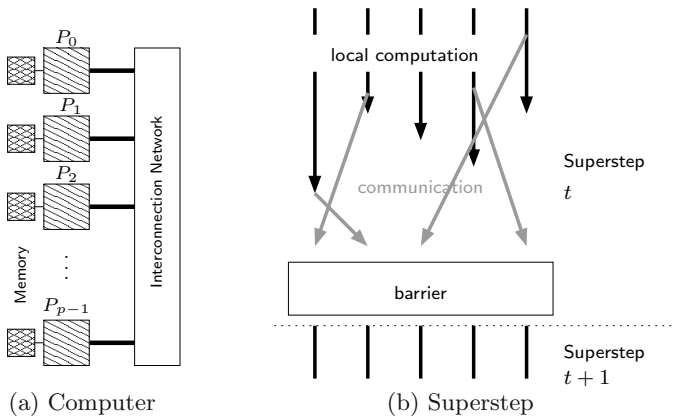 P₀
P₁
P₂
...
Pₚ₋₁
Memory
Interconnection Network
(a) Computer
local computation
communication
Superstep
t
barrier
Superstep
t + 1
(b) Superstep